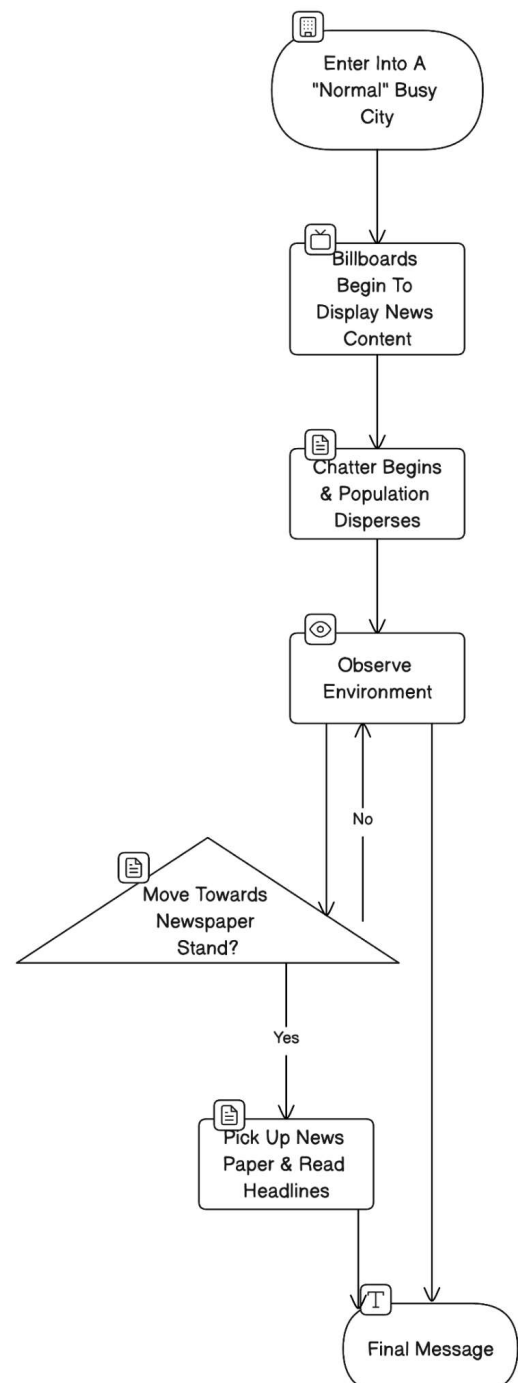 Enter Into A
"Normal" Busy
City
Billboards
Begin To
Display News
Content
Chatter Begins
& Population
Disperses
Observe
Environment
No
Move Towards
Newspaper
Stand?
Yes
Pick Up News
Paper & Read
Headlines
T
Final Message